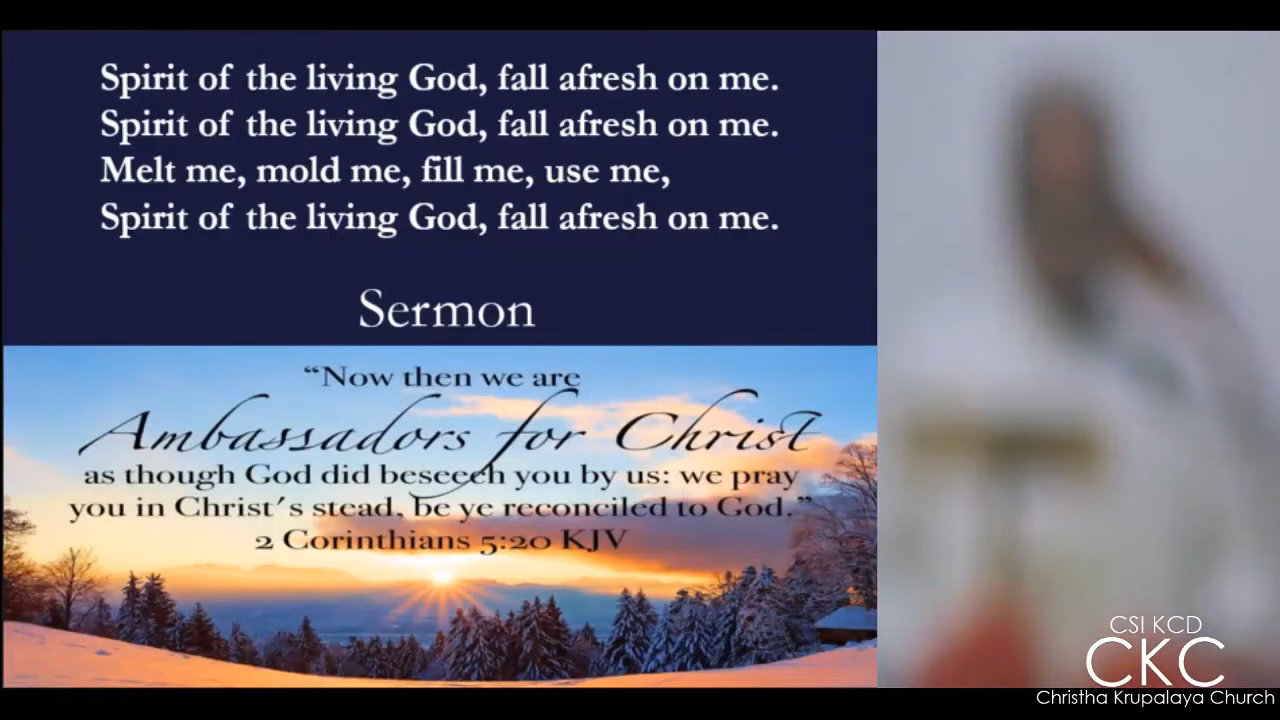 Spirit of the living God, fall afresh on me.
Spirit of the living God, fall afresh on me.
Melt me, mold me, fill me, use me,
Spirit of the living God, fall afresh on me.
Sermon
“Now then we are
Ambassadors for Christ
as though God did beseech you by us: we pray
you in Christ's stead, be ye reconciled to God.”
2 Corinthians 5:20 KJV
CSI KCD
CKC
Christha Krupalaya Church